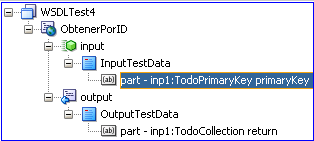 WSDLTest4
ObtenerPorID
input
InputTestData
part - inp1:TodoPrimaryKey primaryKey
output
OutputTestData
part - inp1:TodoCollection return